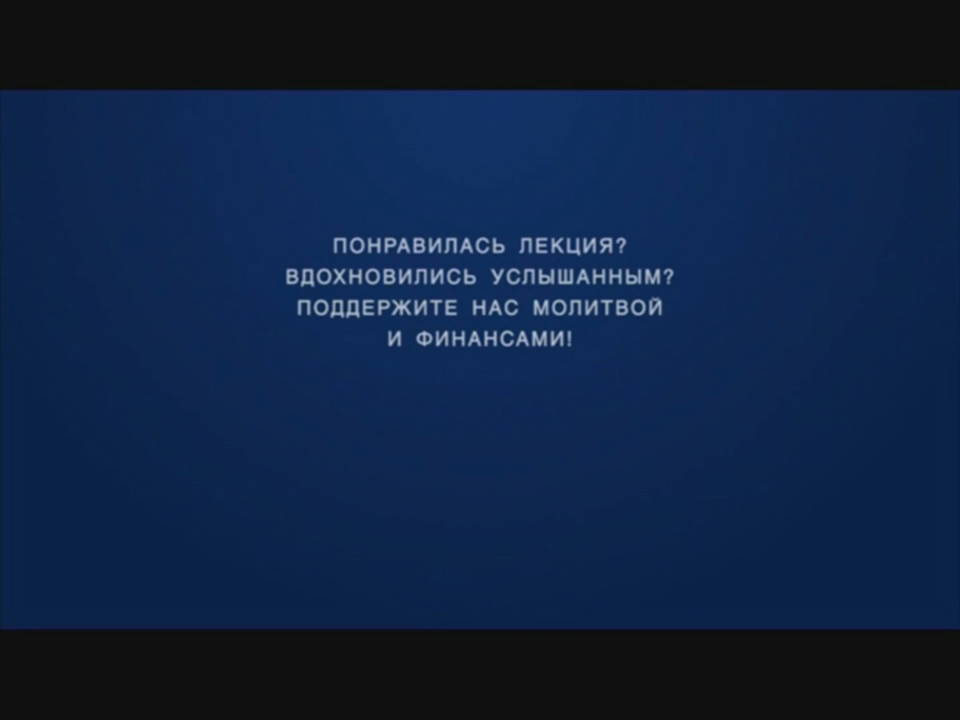 ПОНРАВИЛАСЬ ЛЕКЦИЯ?
ВДОХНОВИЛИСЬ УСЛЫШАННЫМ?
ПОДДЕРЖИТЕ НАС МОЛИТВОЙ
И ФИНАНСАМИ!